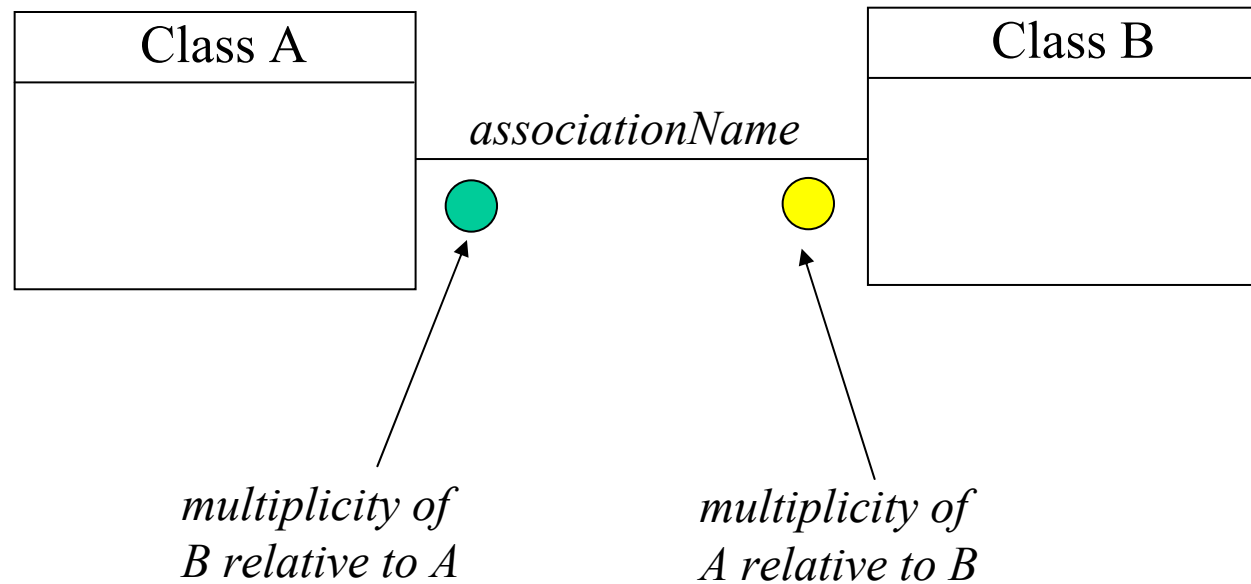 Class A
Class B
associationName
multiplicity of
B relative to A
multiplicity of
A relative to B